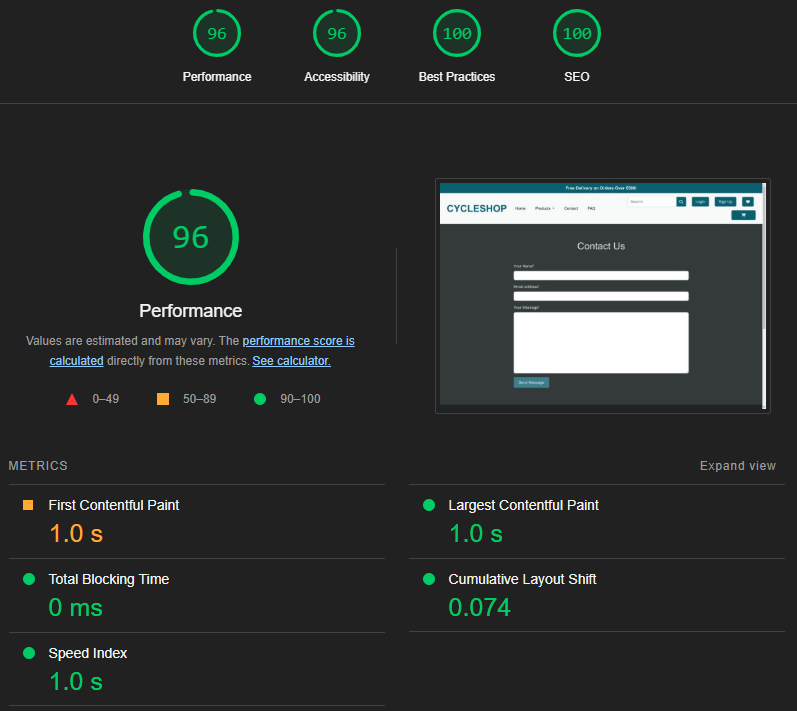 96
96
100
100
Performance
Accessibility
Best Practices
SEO
96
Performance
Values are estimated and may vary. The performance score is
calculated directly from these metrics. See calculator.
0–49
50–89
90–100
Free Delivery on Orders Over
CYCLESHOP
Home
Products
Contact
FAQ
Search
Login
Sign Up
Contact Us
Your Name*
Email address*
Your Message*
Send Message
METRICS
Expand view
First Contentful Paint
1.0 s
Largest Contentful Paint
1.0 s
Total Blocking Time
0 ms
Cumulative Layout Shift
0.074
Speed Index
1.0 s